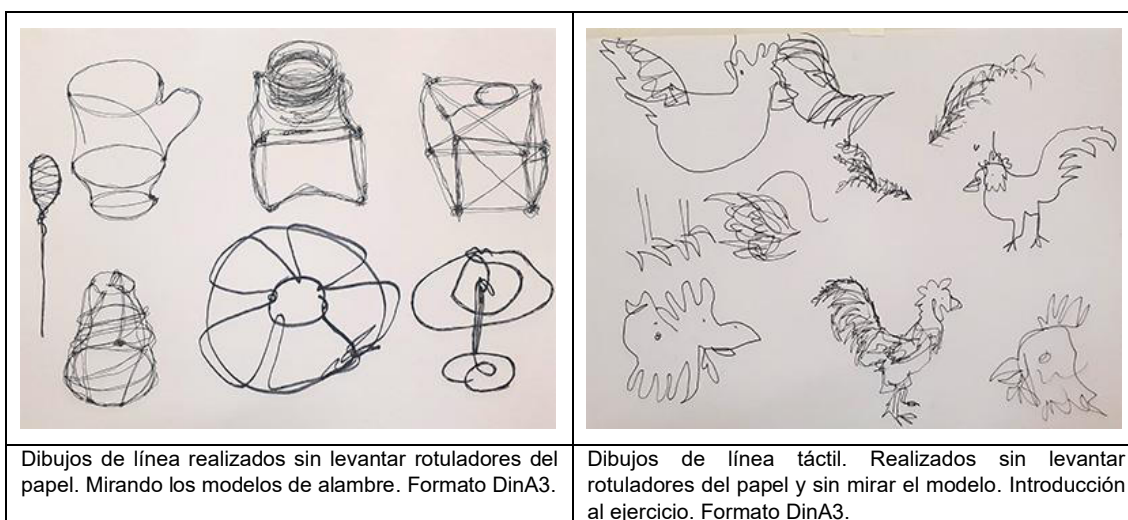 Dibujos de línea realizados sin levantar rotuladores del
papel. Mirando los modelos de alambre. Formato DinA3.
Dibujos de línea táctil. Realizados sin levantar
rotuladores del papel y sin mirar el modelo. Introducción
al ejercicio. Formato DinA3.